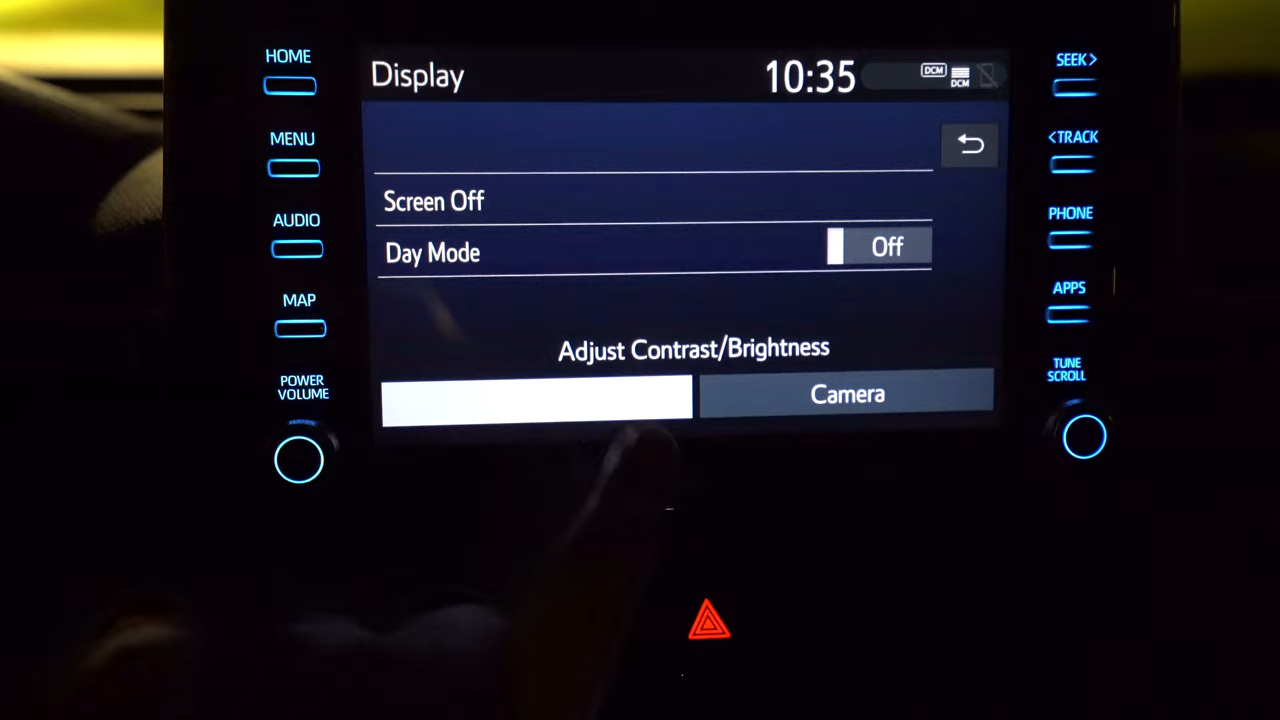 HOME
MENU
AUDIO
MAP
POWER
VOLUME
Display
10:35
DCM
DCM
Screen Off
Day Mode
Off
Adjust Contrast/Brightness
Camera
SEEK>
<TRACK
PHONE
APPS
TUNE
SCROLL